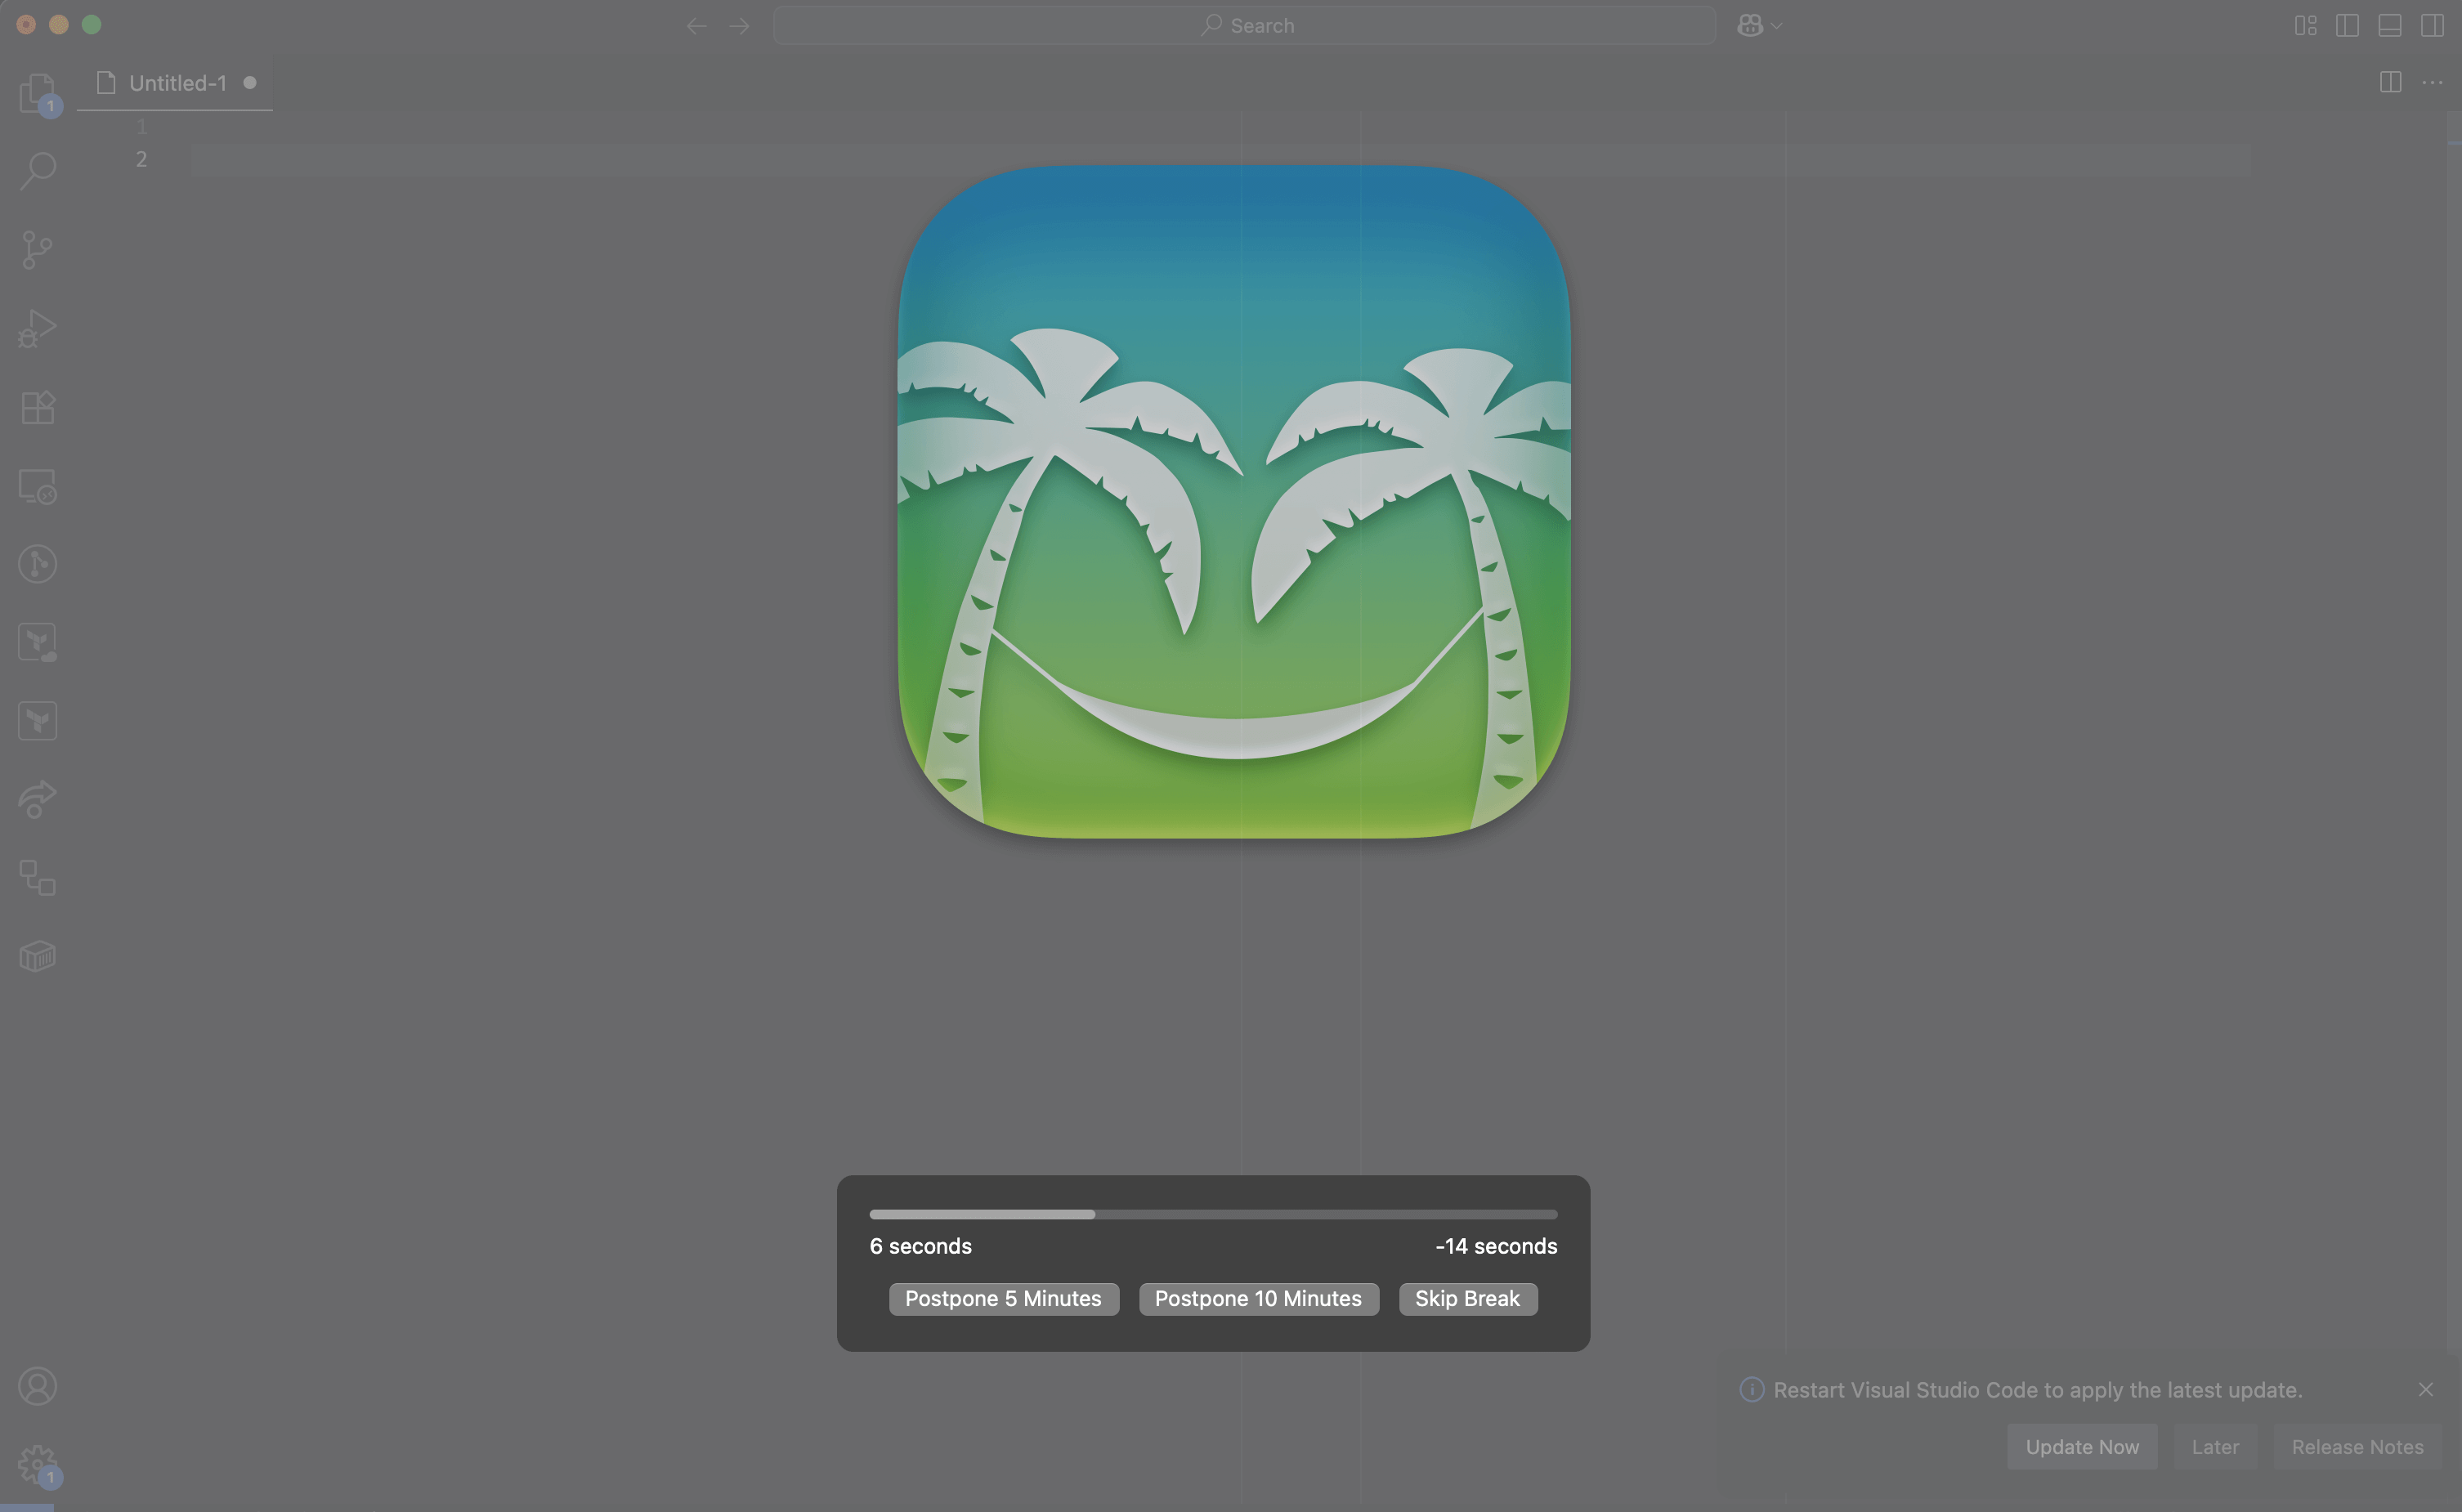 Search
Untitled-1
1
1
2
6 seconds
-14 seconds
Postpone 5 Minutes
Postpone 10 Minutes
Skip Break
Restart Visual Studio Code to apply the latest update.
Update Now
Later
Release Notes
1